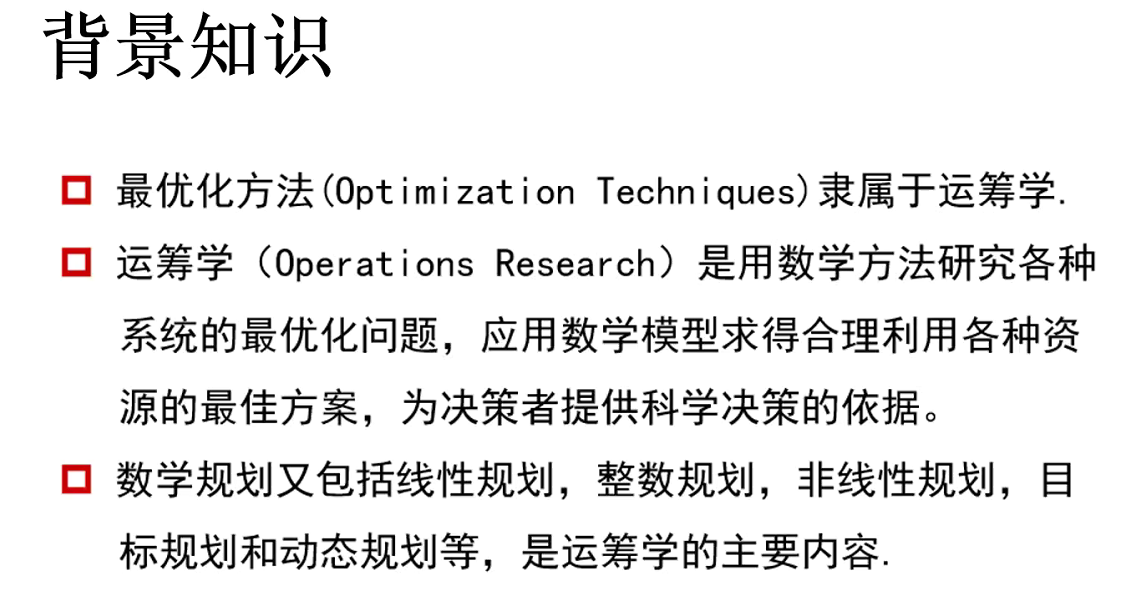 背景知识
最优化方法(Optimization Techniques)隶属于运筹学.
运筹学（Operations Research）是用数学方法研究各种
系统的最优化问题，应用数学模型求得合理利用各种资
源的最佳方案，为决策者提供科学决策的依据。
数学规划又包括线性规划，整数规划，非线性规划，目
标规划和动态规划等，是运筹学的主要内容.